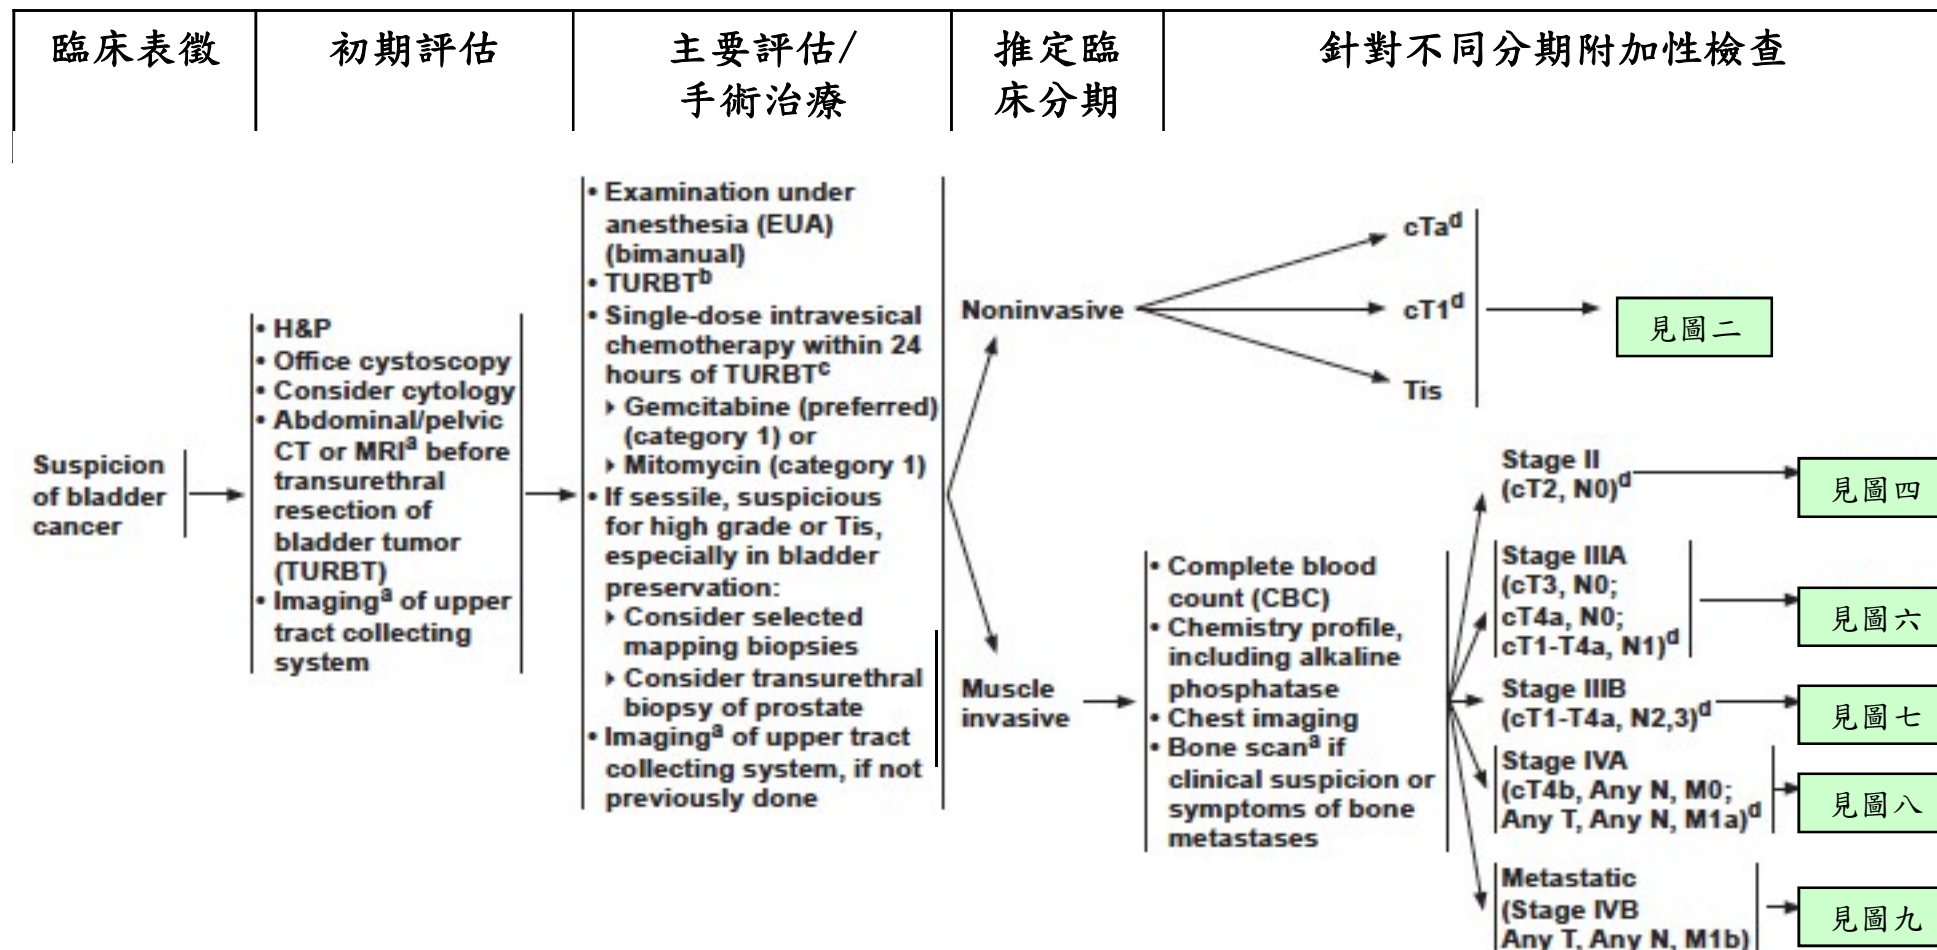 臨床表徵
初期評估
主要評估/
手術治療
推定臨
床分期
針對不同分期附加性檢查
Suspicion
of bladder
cancer
• H&P
• Office cystoscopy
• Consider cytology
• Abdominal/pelvic
CT or MRIa before
transurethral
resection of
bladder tumor
(TURBT)
• Imaginga of upper
tract collecting
system
• Examination under
anesthesia (EUA)
(bimanual)
• TURBTb
• Single-dose intravesical
chemotherapy within 24
hours of TURBTc
Gemcitabine (preferred)
(category 1) or
Mitomycin (category 1)
• If sessile, suspicious
for high grade or Tis,
especially in bladder
preservation:
Consider selected
mapping biopsies
Consider transurethral
biopsy of prostate
• Imaginga of upper tract
collecting system, if not
previously done
Noninvasive
cTad
cT1d
Tis
見圖二
Muscle
invasive
• Complete blood
count (CBC)
• Chemistry profile,
including alkaline
phosphatase
• Chest imaging
• Bone scana if
clinical suspicion or
symptoms of bone
metastases
Stage II
(cT2, N0)d
見圖四
Stage IIIA
(cT3, N0;
cT4a, N0;
cT1-T4a, N1)d
見圖六
Stage IIIB
(cT1-T4a, N2,3)d
見圖七
Stage IVA
(cT4b, Any N, M0;
Any T, Any N, M1a)d
見圖八
Metastatic
(Stage IVB
Any T, Any N, M1b)
見圖九